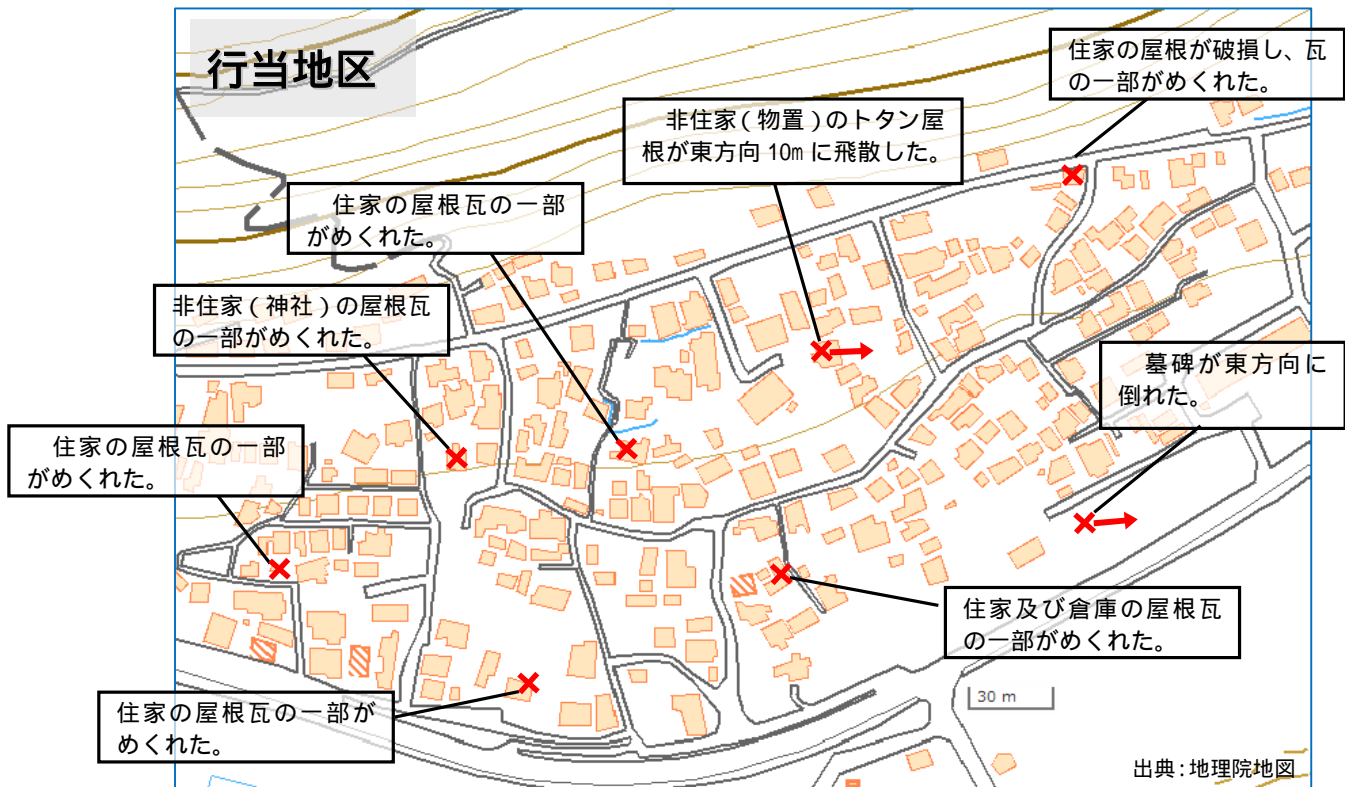 行当地区
住家の屋根が破損し、瓦
の一部がめくれた。
非住家(物置)のトタン屋
根が東方向10mに飛散した。
住家の屋根瓦の一部
がめくれた。
非住家(神社)の屋根瓦
の一部がめくれた。
墓碑が東方向に
倒れた。
住家の屋根瓦の一部
がめくれた。
住家及び倉庫の屋根瓦
の一部がめくれた。
住家の屋根瓦の一部が
めくれた。
30 m
出典:地理院地図